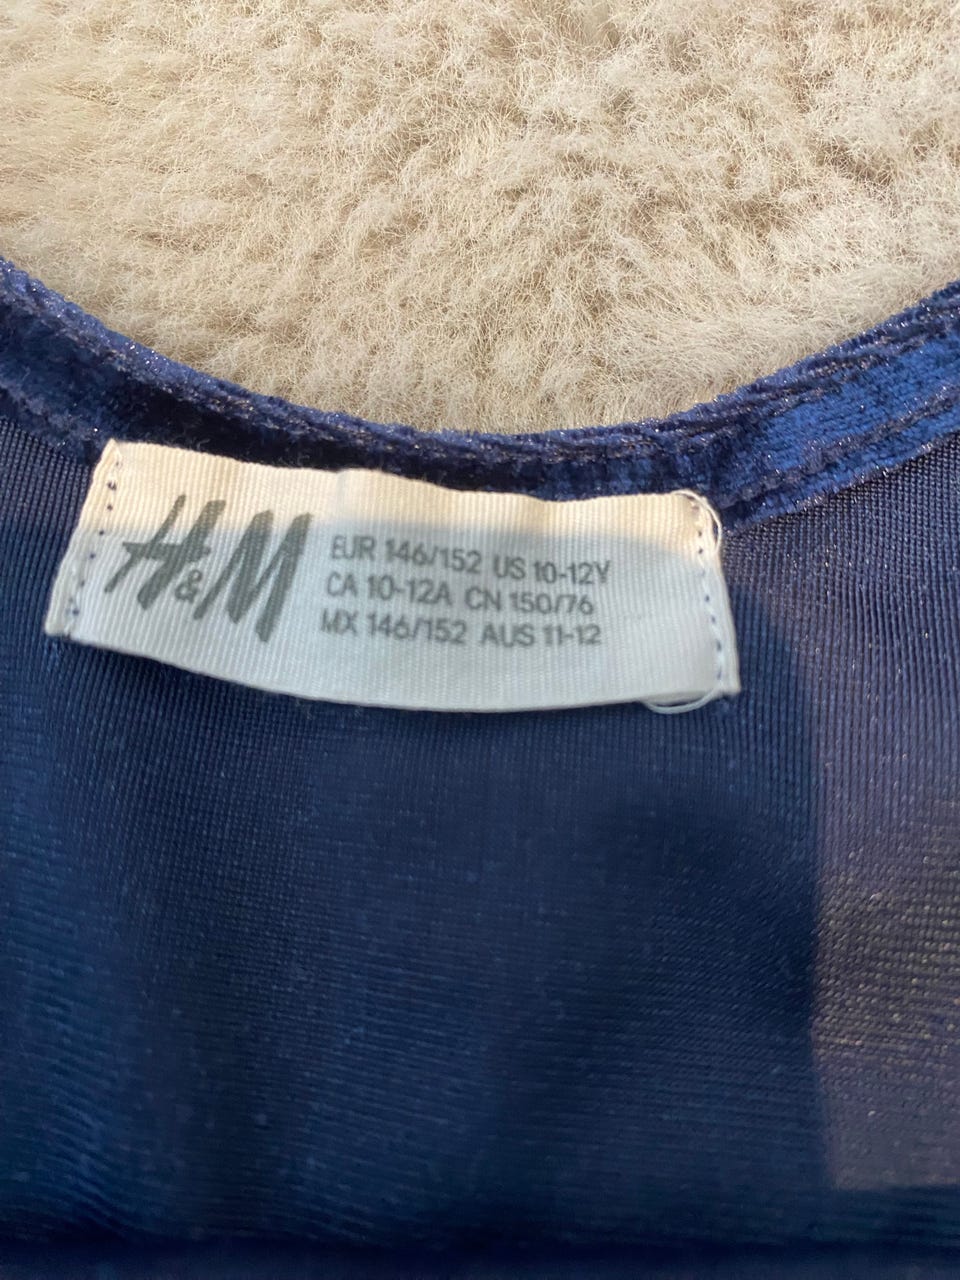 H&M
EUR 146/152 US 10-12Y
CA 10-12A CN 150/76
MX 146/152 AUS 11-12